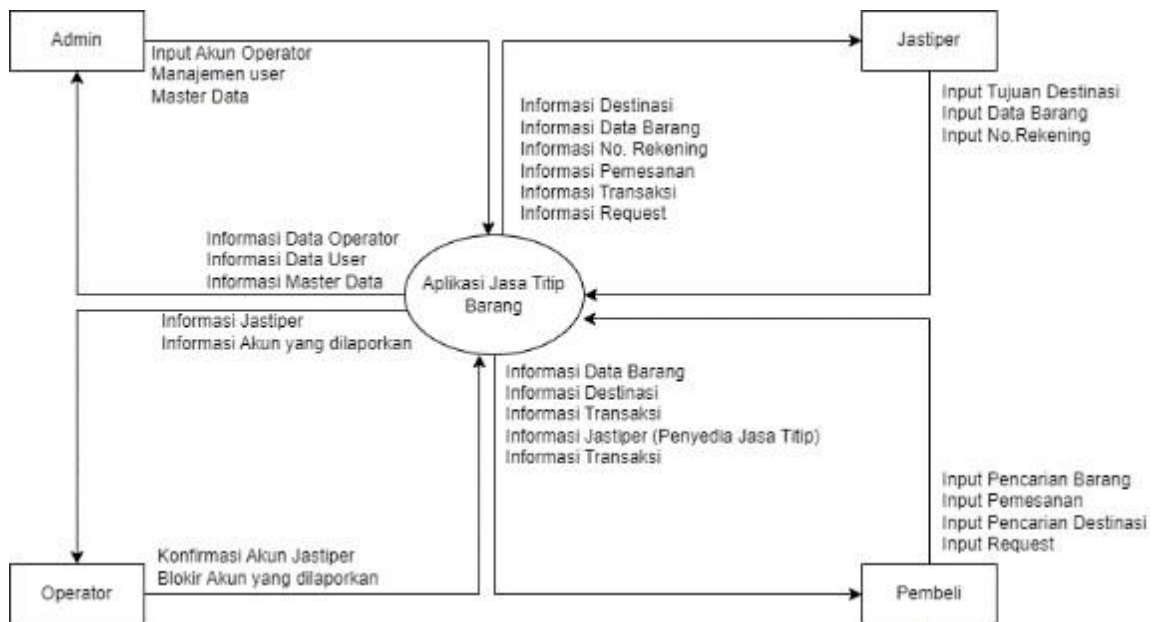 Admin
Input Akun Operator
Manajemen user
Master Data
Jastiper
Input Tujuan Destinasi
Input Data Barang
Input No.Rekening
Informasi Destinasi
Informasi Data Barang
Informasi No. Rekening
Informasi Pemesanan
Informasi Transaksi
Informasi Request
Informasi Data Operator
Informasi Data User
Informasi Master Data
Aplikasi Jasa Titip
Barang
Informasi Jastiper
Informasi Akun yang dilaporkan
Informasi Data Barang
Informasi Destinasi
Informasi Transaksi
Informasi Jastiper (Penyedia Jasa Titip)
Informasi Transaksi
Input Pencarian Barang
Input Pemesanan
Input Pencarian Destinasi
Input Request
Operator
Konfirmasi Akun Jastiper
Blokir Akun yang dilaporkan
Pembeli